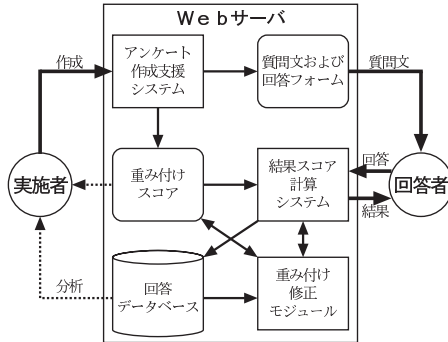 Ｗｅｂサーバ
作成
アンケート
作成支援
システム
質問文および
回答フォーム
質問文
実施者
重み付け
スコア
結果スコア
計算
システム
回答
回答者
結果
分析
回答
データベース
重み付け
修正
モジュール